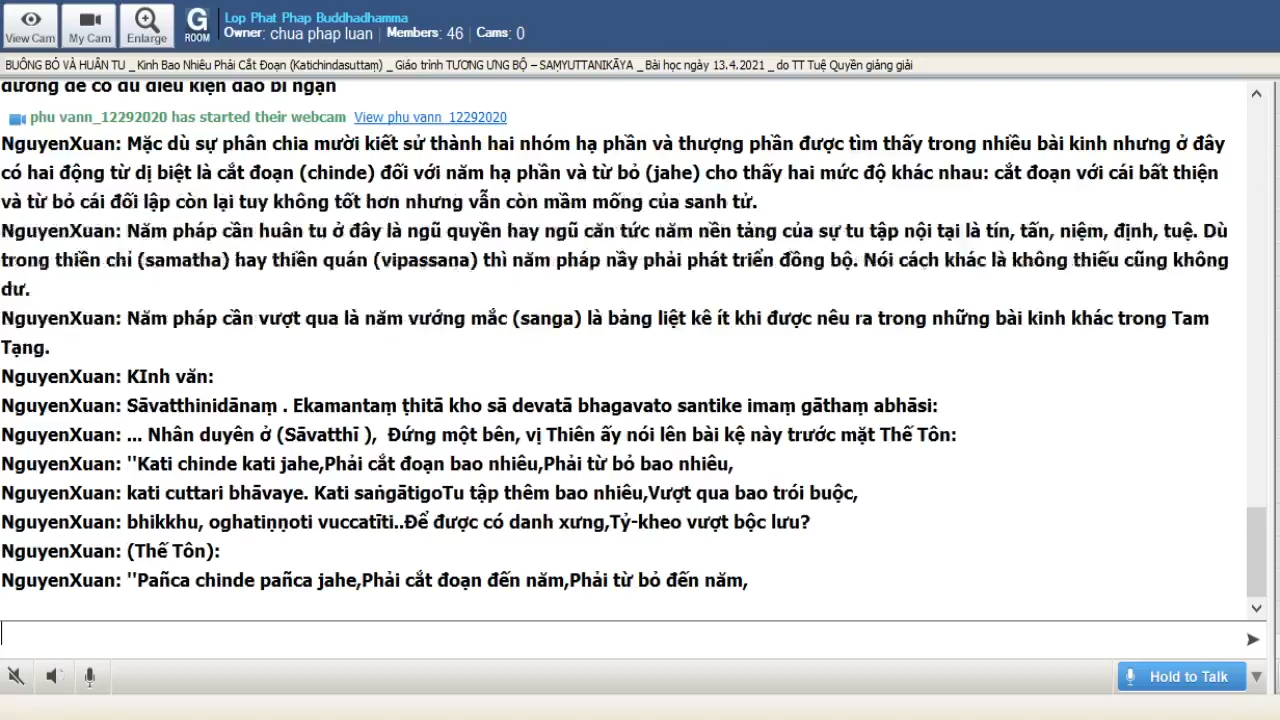 View Cam
My Cam
Enlarge
G
ROOM
Lop Phat Phap Buddhadhamma
Owner: chua phap luan Members: 46 Cams: 0
BUÔNG BỎ VÀ HUÂN TU _ Kinh Bao Nhiêu Phải Cắt Đoạn (Katichindasuttaṃ) _ Giáo trình TƯƠNG ƯNG BỘ – SAṂYUTTANIKĀYA _ Bài học ngày 13.4.2021 _ do TT Tuệ Quyền giảng giải
dưỡng để có đủ điều kiện đáo bỉ ngạn
phu vann_12292020 has started their webcam View phu vann_12292020
NguyenXuan: Mặc dù sự phân chia mười kiết sử thành hai nhóm hạ phần và thượng phần được tìm thấy trong nhiều bài kinh nhưng ở đây
có hai động từ dị biệt là cắt đoạn (chinde) đối với năm hạ phần và từ bỏ (jahe) cho thấy hai mức độ khác nhau: cắt đoạn với cái bất thiện
và từ bỏ cái đối lập còn lại tuy không tốt hơn nhưng vẫn còn mầm mống của sanh tử.
NguyenXuan: Năm pháp cần huân tu ở đây là ngũ quyền hay ngũ căn tức năm nền tảng của sự tu tập nội tại là tín, tấn, niệm, định, tuệ. Dù
trong thiền chỉ (samatha) hay thiền quán (vipassana) thì năm pháp nầy phải phát triển đồng bộ. Nói cách khác là không thiếu cũng không
dư.
NguyenXuan: Năm pháp cần vượt qua là năm vướng mắc (sanga) là bảng liệt kê ít khi được nêu ra trong những bài kinh khác trong Tam
Tạng.
NguyenXuan: KInh văn:
NguyenXuan: Sāvatthinidānaṃ . Ekamantaṃ ṭhitā kho sā devatā bhagavato santike imaṃ gāthaṃ abhāsi:
NguyenXuan: ... Nhân duyên ở (Sāvatthī ), Đứng một bên, vị Thiên ấy nói lên bài kệ này trước mặt Thế Tôn:
NguyenXuan: ''Kati chinde kati jahe,Phải cắt đoạn bao nhiêu,Phải từ bỏ bao nhiêu,
NguyenXuan: kati cuttari bhāvaye. Kati saṅgātigoTu tập thêm bao nhiêu,Vượt qua bao trói buộc,
NguyenXuan: bhikkhu, oghatiṇṇoti vuccatīti..Để được có danh xưng,Tỷ-kheo vượt bộc lưu?
NguyenXuan: (Thế Tôn):
NguyenXuan: ''Pañca chinde pañca jahe,Phải cắt đoạn đến năm,Phải từ bỏ đến năm,
Hold to Talk